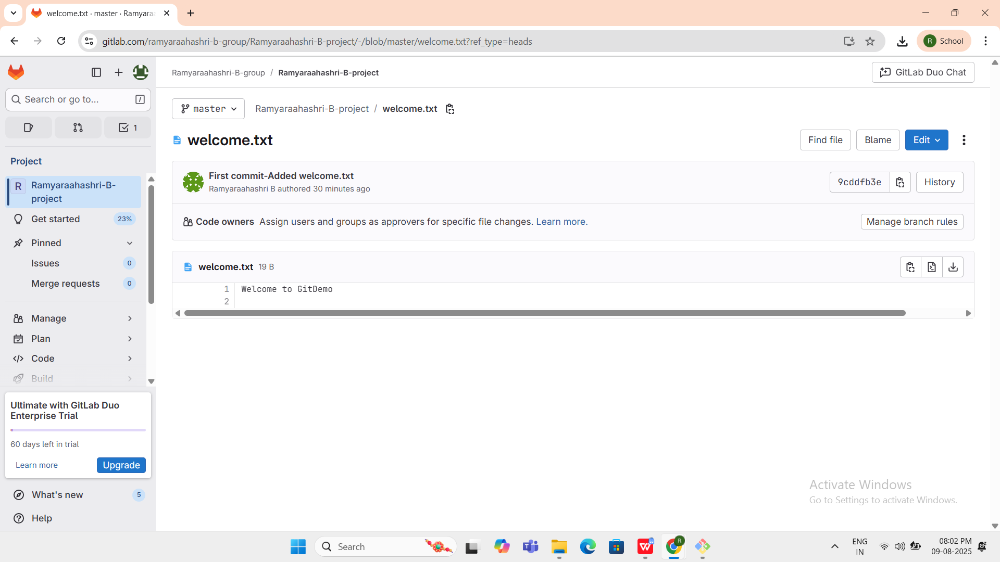 welcome.txt · master · Ramyaraa
gitlab.com/ramyaraahashri-b-group/Ramyaraahashri-B-project/-/blob/master/welcome.txt?ref_type=heads
R School
Ramyaraahashri-B-group / Ramyaraahashri-B-project
GitLab Duo Chat
Search or go to... /
1
master Ramyaraahashri-B-project / welcome.txt
welcome.txt
Find file Blame Edit
Project
R Ramyaraahashri-B-
project
Get started 23%
Pinned
Issues 0
Merge requests 0
Manage
Plan
Code
Build
First commit-Added welcome.txt
Ramyaraahashri B authored 30 minutes ago
9cddfb3e History
Code owners Assign users and groups as approvers for specific file changes. Learn more.
Manage branch rules
welcome.txt 19 B
1 Welcome to GitDemo
2
Ultimate with GitLab Duo
Enterprise Trial
60 days left in trial
Learn more Upgrade
What's new 5
Help
Activate Windows
Go to Settings to activate Windows.
Search
W
R
ENG
IN
08:02 PM
09-08-2025